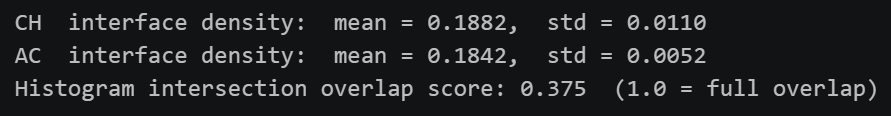 CH  interface density:  mean = 0.1882,  std = 0.0110
AC  interface density:  mean = 0.1842,  std = 0.0052
Histogram intersection overlap score: 0.375  (1.0 = full overlap)